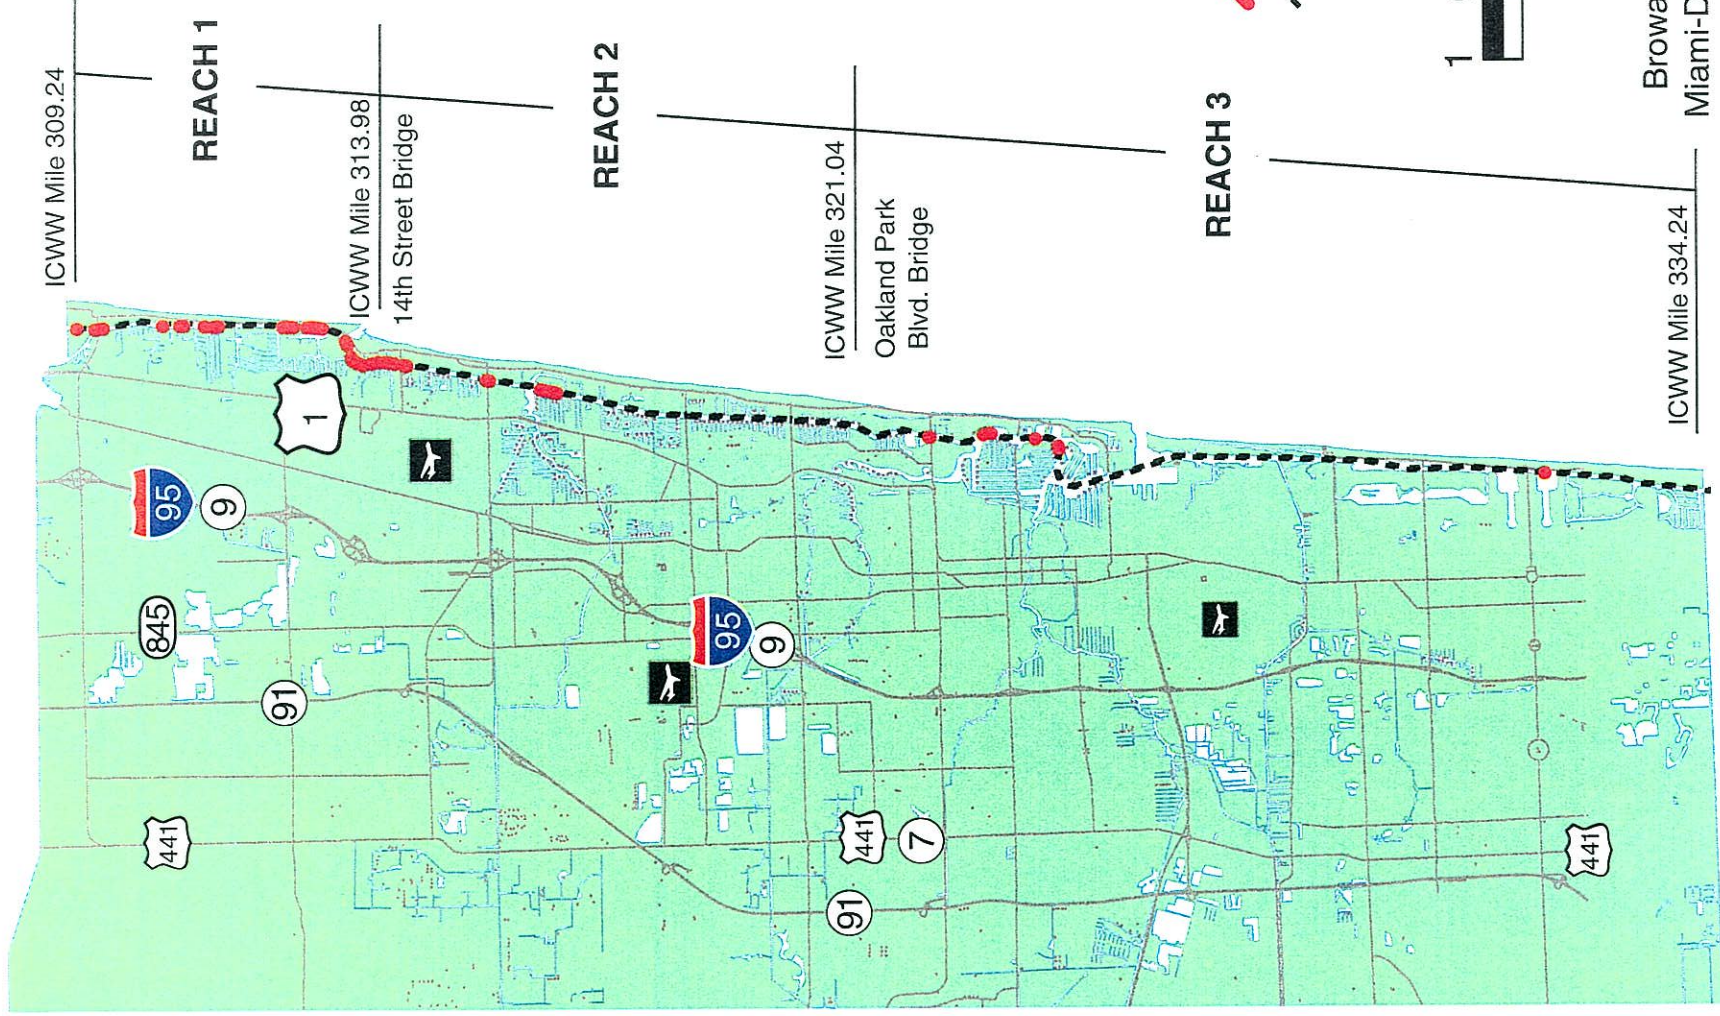 ICWW Mile 309.24
REACH 1
ICWW Mile 313.98
14th Street Bridge
REACH 2
ICWW Mile 321.04
Oakland Park
Blvd. Bridge
REACH 3
ICWW Mile 334.24
1
Browa
Miami-D
95
9
1
845
91
441
95
9
441
7
91
441